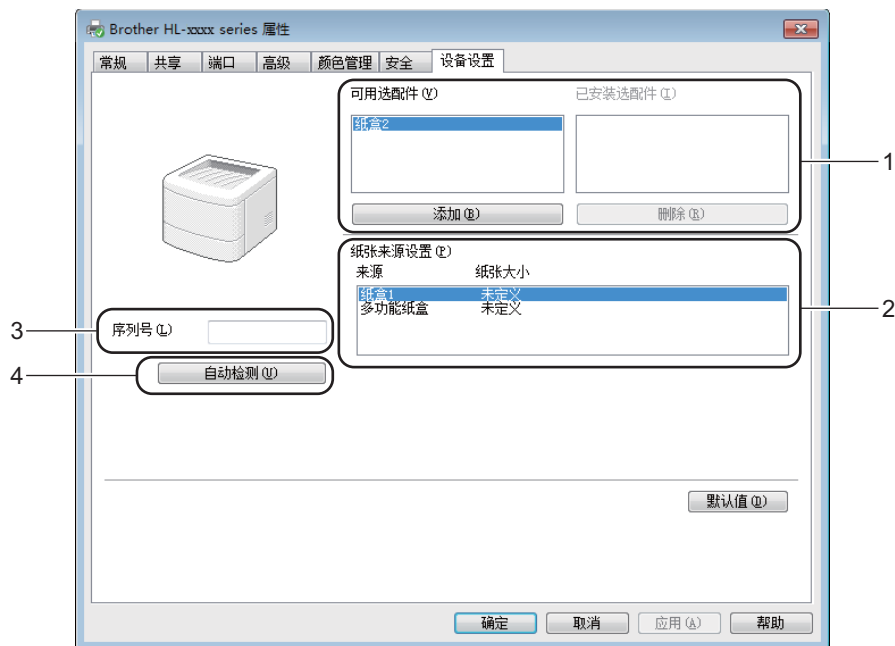 Brother HL-xxxx series 属性
常规 共享 端口 高级 颜色管理 安全 设备设置
可用选配件(V) 已安装选配件(I)
纸盒2
1
添加(B) 删除(R)
纸张来源设置(P)
来源 纸张大小
纸盒1 未定义
多功能纸盒 未定义
2
3
序列号(L)
4
自动检测(U)
默认值(D)
确定 取消 应用(A) 帮助